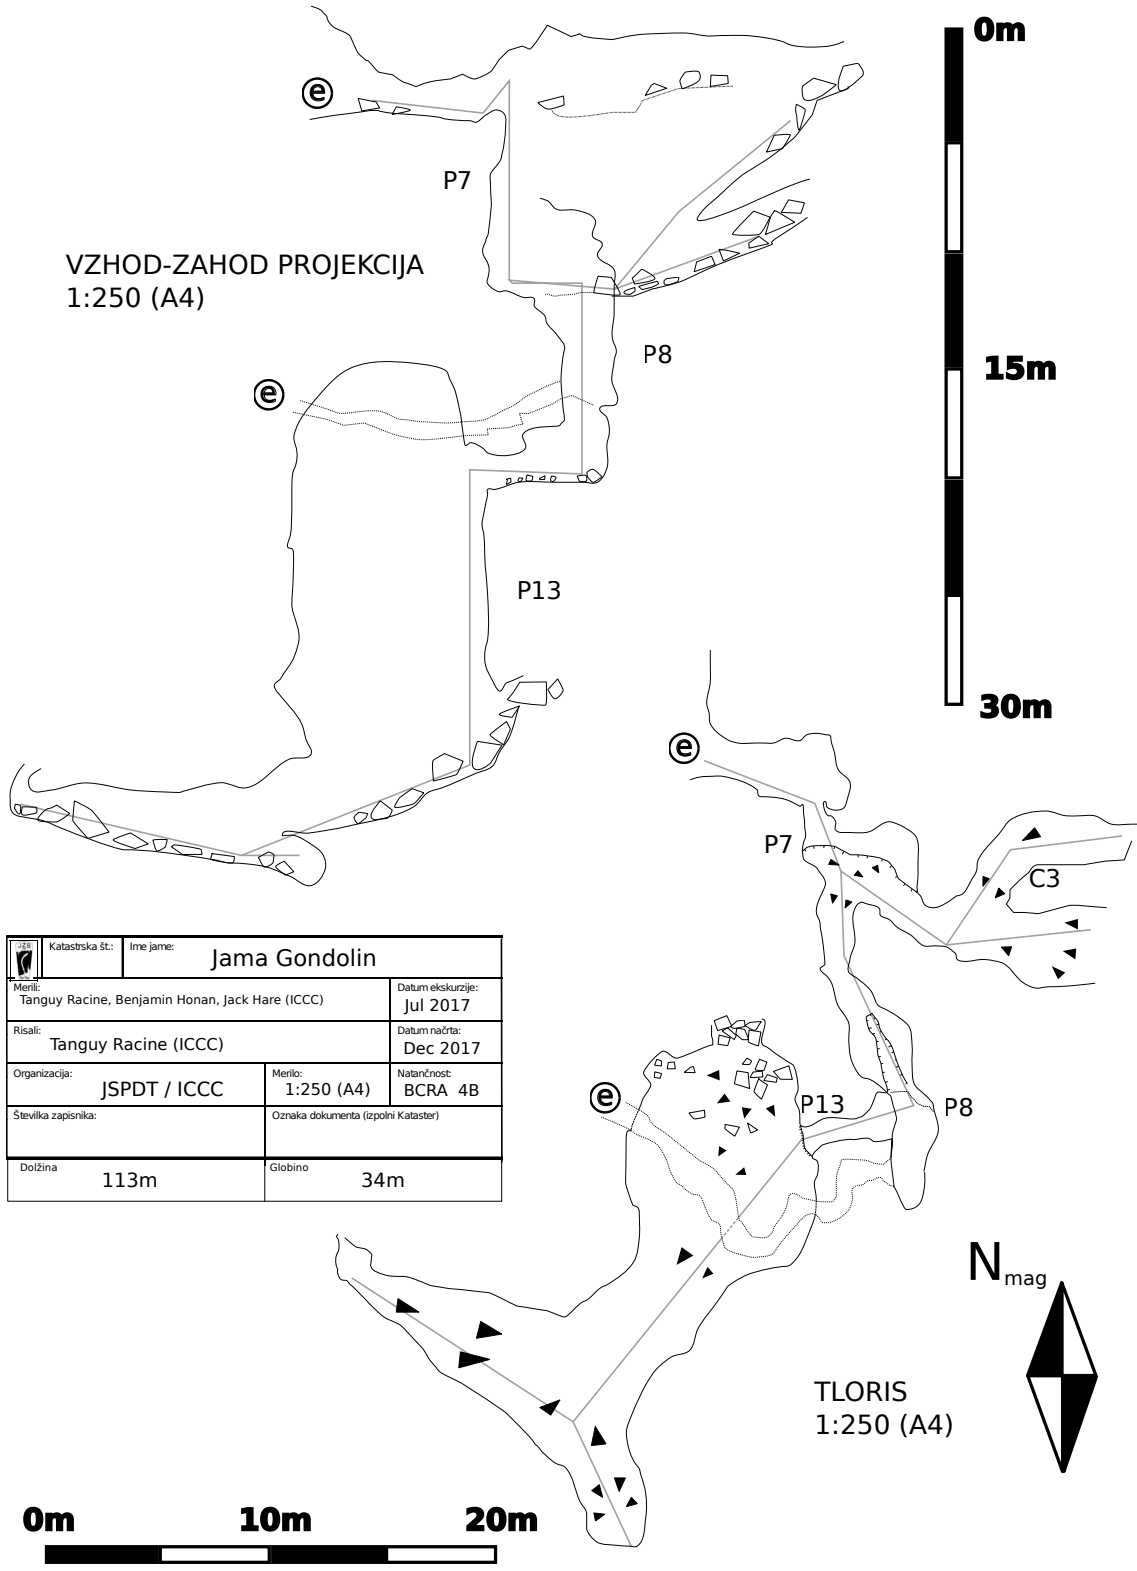 0m
ⓔ
P7
VZHOD-ZAHOD PROJEKCIJA
1:250 (A4)
P8
15m
ⓔ
P13
30m
ⓔ
P7
C3
Katastrska št.:
Ime jame:
Jama Gondolin
Merili:
Tanguy Racine, Benjamin Honan, Jack Hare (ICCC)
Datum ekskurzije:
Jul 2017
Risali:
Tanguy Racine (ICCC)
Datum načrta:
Dec 2017
Organizacija:
JSPDT / ICCC
Merilo:
1:250 (A4)
Natančnost:
BCRA 4B
Številka zapisnika:
Oznaka dokumenta (izpolni Kataster)
Dolžina
113m
Globino
34m
ⓔ
P13
P8
N mag
TLORIS
1:250 (A4)
0m 10m 20m